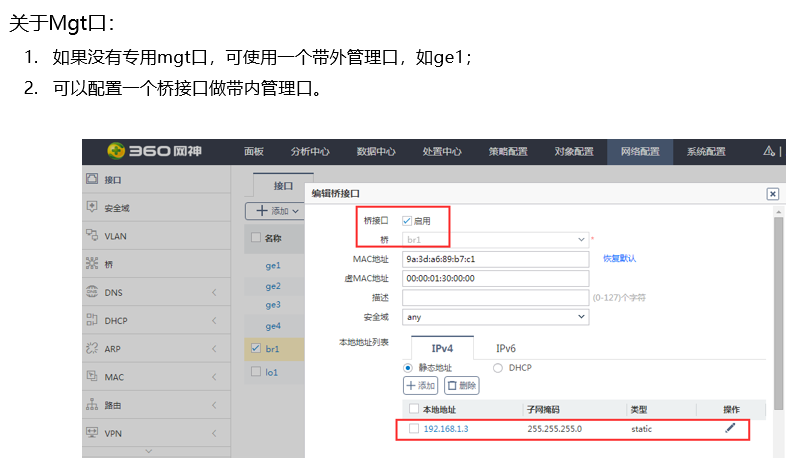 关于Mgt口：
1. 如果没有专用mgt口，可使用一个带外管理口，如ge1；
2. 可以配置一个桥接口做带内管理口。
360网神 面板 分析中心 数据中心 处置中心 策略配置 对象配置 网络配置 系统配置
接口
安全域
VLAN
桥
DNS
DHCP
ARP
MAC
路由
VPN
接口
添加
名称
ge1
ge2
ge3
ge4
br1
lo1
编辑桥接口
桥接口 启用
桥 br1 *
MAC地址 9a:3d:a6:89:b7:c1 恢复默认
虚MAC地址 00:00:01:30:00:00
描述 (0-127)个字符
安全域 any
本地地址列表 IPv4 IPv6
静态地址 DHCP
添加 删除
本地地址 子网掩码 类型 操作
192.168.1.3 255.255.255.0 static